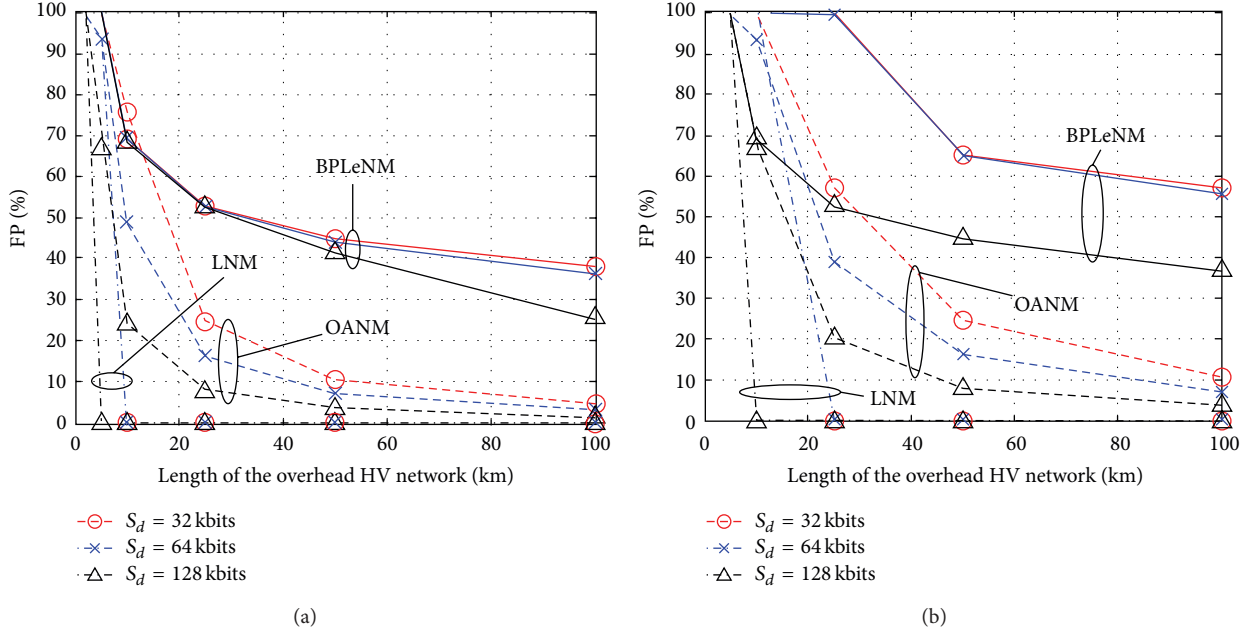 100
90
80
70
60
50
40
30
20
10
0
FP (%)
0 20 40 60 80 100
Length of the overhead HV network (km)
BPLeNM
LNM
OANM
S_d = 32 kbits
S_d = 64 kbits
S_d = 128 kbits
(a)
100
90
80
70
60
50
40
30
20
10
0
FP (%)
0 20 40 60 80 100
Length of the overhead HV network (km)
BPLeNM
OANM
LNM
S_d = 32 kbits
S_d = 64 kbits
S_d = 128 kbits
(b)